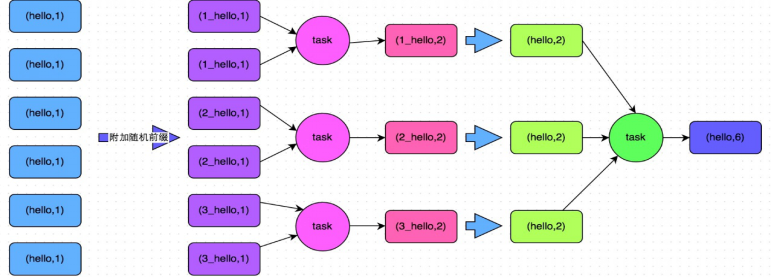 (hello,1)
(hello,1)
(hello,1)
(hello,1)
(hello,1)
(hello,1)
附加随机前缀
(1_hello,1)
(1_hello,1)
(2_hello,1)
(2_hello,1)
(3_hello,1)
(3_hello,1)
task
task
task
(1_hello,2)
(2_hello,2)
(3_hello,2)
(hello,2)
(hello,2)
(hello,2)
task
(hello,6)